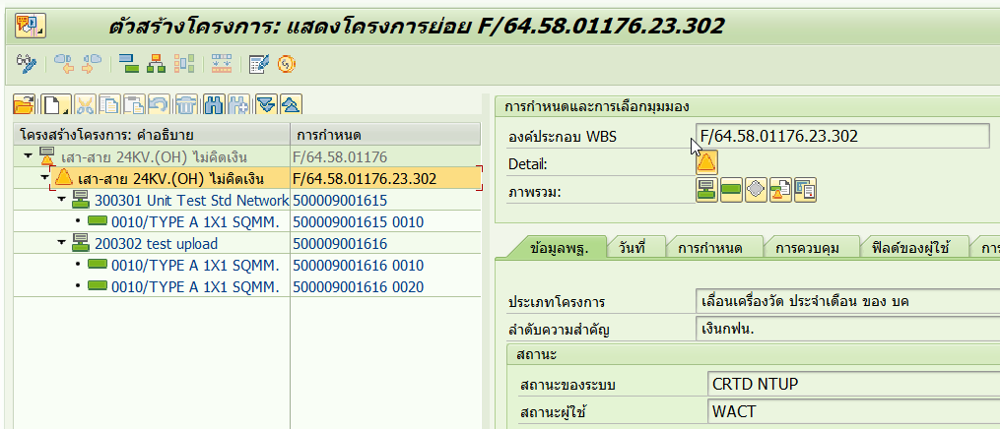 ตัวสร้างโครงการ: แสดงโครงการย่อย F/64.58.01176.23.302
โครงสร้างโครงการ: คำอธิบาย การกำหนด
เสา-สาย 24KV.(OH) ไม่คิดเงิน F/64.58.01176
เสา-สาย 24KV.(OH) ไม่คิดเงิน F/64.58.01176.23.302
300301 Unit Test Std Network 500009001615
0010/TYPE A 1X1 SQMM. 500009001615 0010
200302 test upload 500009001616
0010/TYPE A 1X1 SQMM. 500009001616 0010
0010/TYPE A 1X1 SQMM. 500009001616 0020
การกำหนดและการเลือกมุมมอง
องค์ประกอบ WBS F/64.58.01176.23.302
Detail:
ภาพรวม:
ข้อมูลพฐ. วันที่ การกำหนด การควบคุม ฟิลด์ของผู้ใช้ การ
ประเภทโครงการ เลื่อนเครื่องวัด ประจำเดือน ของ บค
ลำดับความสำคัญ เงินกฟน.
สถานะ
สถานะของระบบ CRTD NTUP
สถานะผู้ใช้ WACT